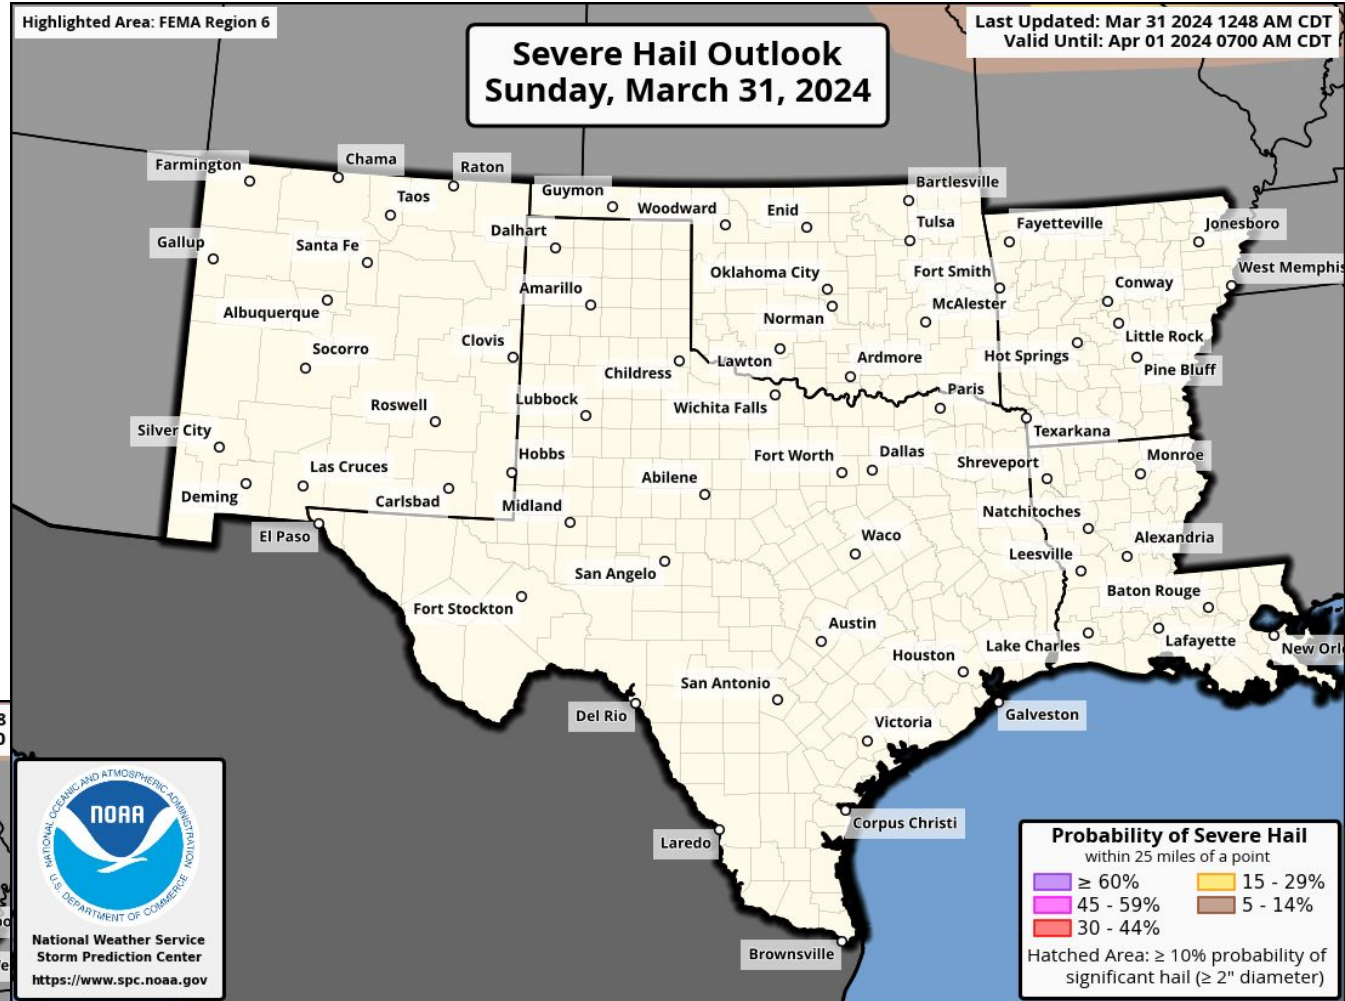 Highlighted Area: FEMA Region 6
Severe Hail Outlook
Sunday, March 31, 2024
Last Updated: Mar 31 2024 1248 AM CDT
Valid Until: Apr 01 2024 0700 AM CDT
Farmington
Chama
Raton
Taos
Guymon
Woodward
Enid
Bartlesville
Gallup
Santa Fe
Dalhart
Tulsa
Fayetteville
Jonesboro
Albuquerque
Amarillo
Oklahoma City
Fort Smith
West Memphis
Conway
Norman
McAlester
Socorro
Clovis
Childress
Lawton
Ardmore
Hot Springs
Little Rock
Pine Bluff
Roswell
Lubbock
Wichita Falls
Paris
Silver City
Texarkana
Las Cruces
Hobbs
Fort Worth
Dallas
Shreveport
Monroe
Deming
Carlsbad
Midland
Abilene
Natchitoches
El Paso
Waco
Alexandria
San Angelo
Leesville
Fort Stockton
Baton Rouge
Austin
Lake Charles
Lafayette
New Orl
Houston
San Antonio
Del Rio
Victoria
Galveston
Laredo
Corpus Christi
Brownsville
8
0
NATIONAL OCEANIC AND ATMOSPHERIC ADMINISTRATION
NOAA
U.S. DEPARTMENT OF COMMERCE
National Weather Service
Storm Prediction Center
https://www.spc.noaa.gov
Probability of Severe Hail
within 25 miles of a point
≥ 60%
15 - 29%
45 - 59%
5 - 14%
30 - 44%
Hatched Area: ≥ 10% probability of
significant hail (≥ 2" diameter)